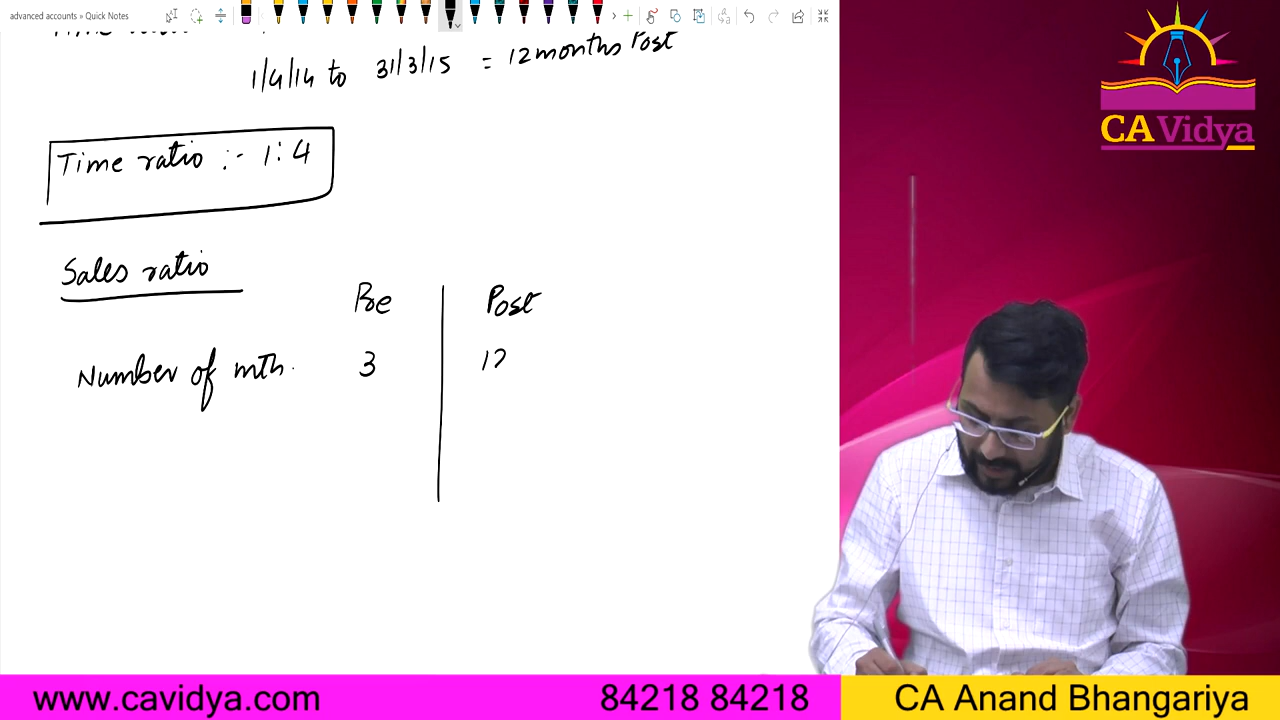 advanced accounts » Quick Notes
1/4/14 to 31/3/15 = 12 months Post
Time ratio :- 1:4
Sales ratio
Pre Post
Number of mth. 3 12
CA Vidya
www.cavidya.com 84218 84218 CA Anand Bhangariya